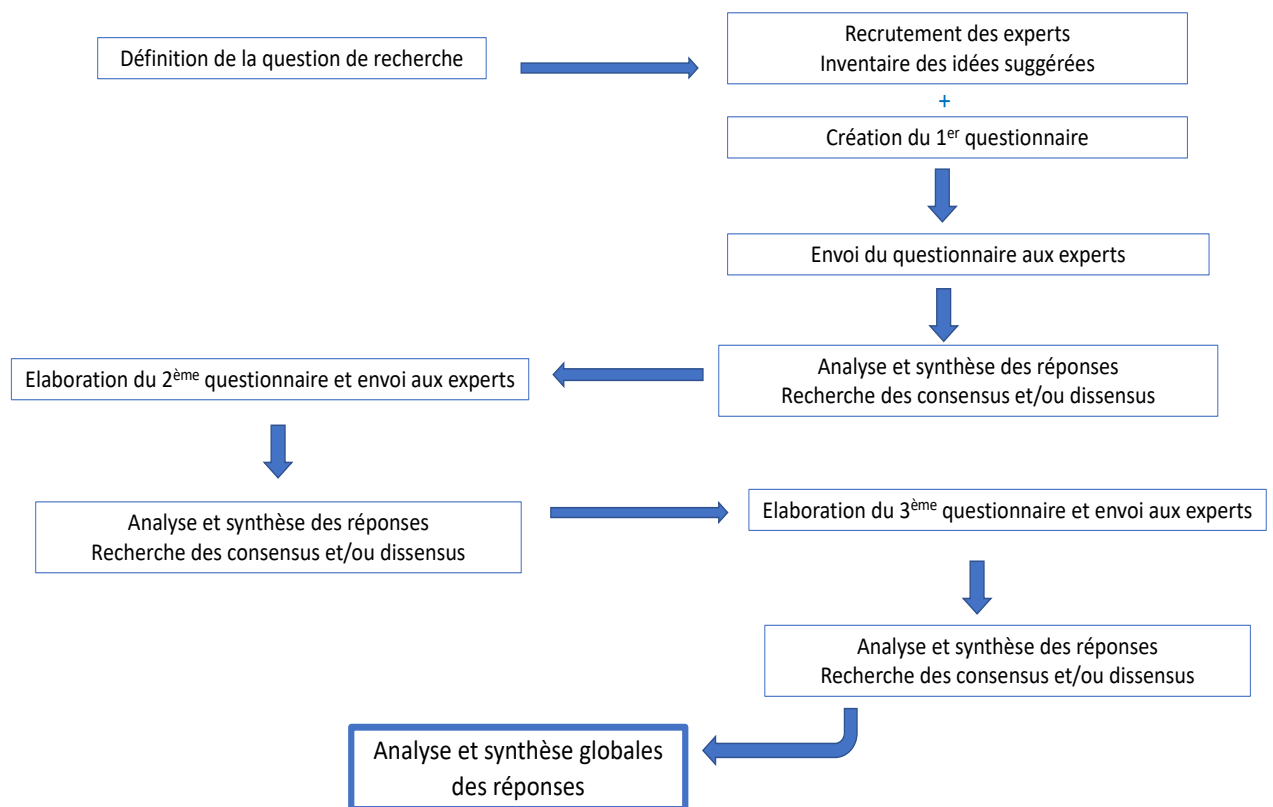 Définition de la question de recherche
Recrutement des experts
Inventaire des idées suggérées
+
Création du 1er questionnaire
Envoi du questionnaire aux experts
Analyse et synthèse des réponses
Recherche des consensus et/ou dissensus
Elaboration du 2ème questionnaire et envoi aux experts
Analyse et synthèse des réponses
Recherche des consensus et/ou dissensus
Elaboration du 3ème questionnaire et envoi aux experts
Analyse et synthèse des réponses
Recherche des consensus et/ou dissensus
Analyse et synthèse globales
des réponses